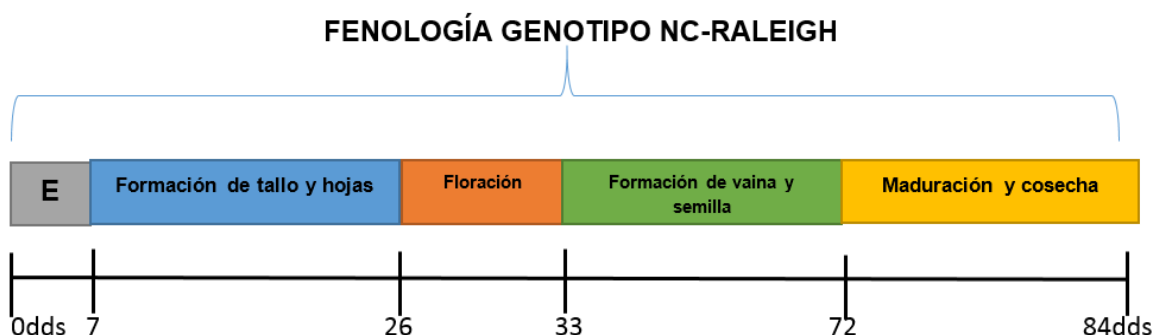 FENOLOGÍA GENOTIPO NC-RALEIGH
E
Formación de tallo y hojas
Floración
Formación de vaina y
semilla
Maduración y cosecha
0dds 7 26 33 72 84dds